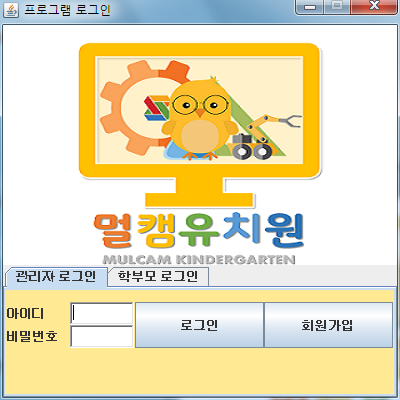 프로그램 로그인
멀캠유치원
MULCAM KINDERGARTEN
관리자 로그인 학부모 로그인
아이디
비밀번호
로그인 회원가입